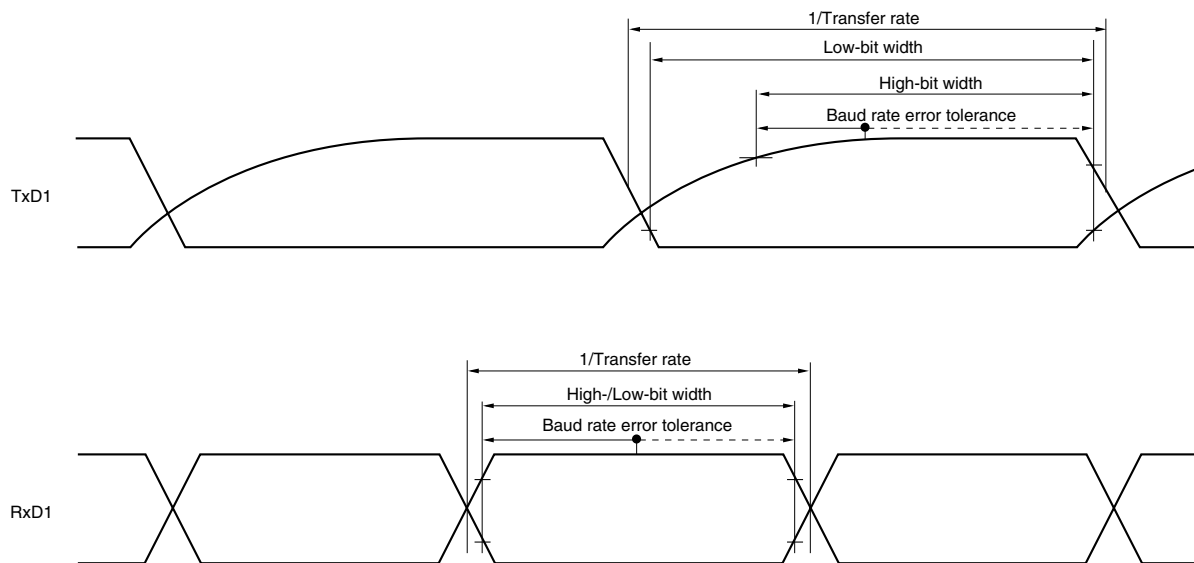 1/Transfer rate
Low-bit width
High-bit width
Baud rate error tolerance
TxD1
1/Transfer rate
High-/Low-bit width
Baud rate error tolerance
RxD1